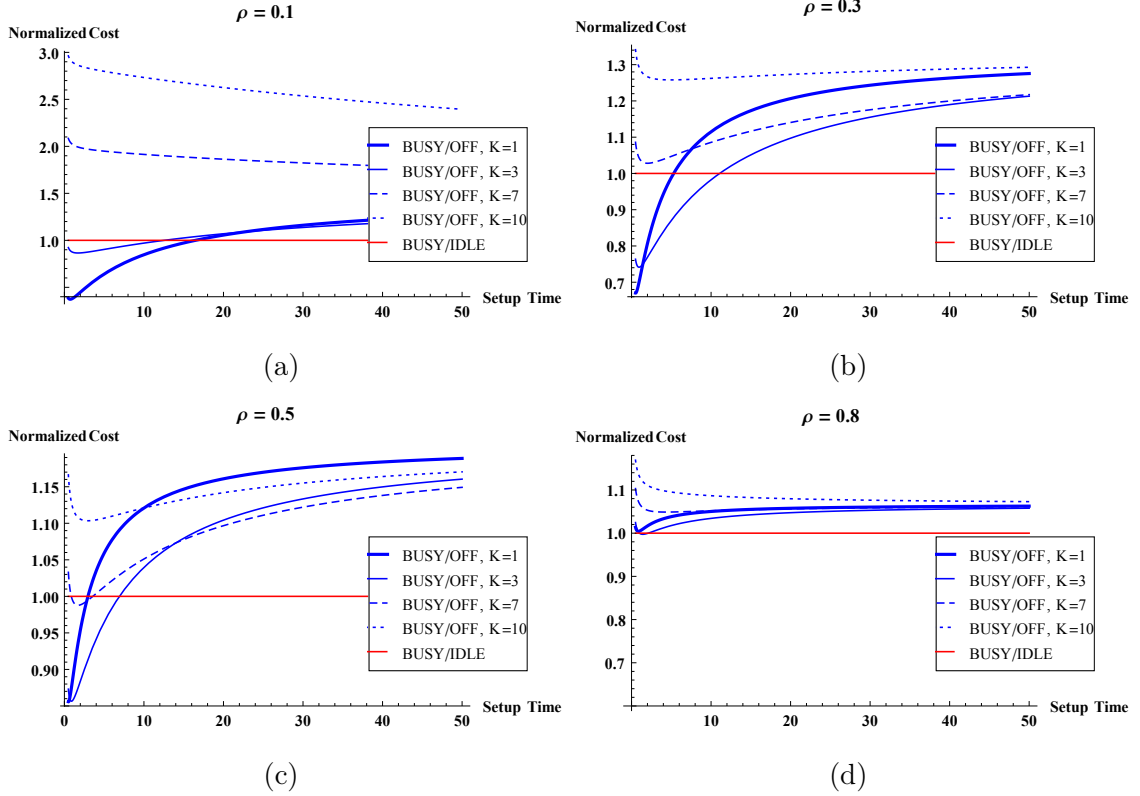 ρ = 0.1
Normalized Cost
3.0
2.5
2.0
1.5
1.0
BUSY/OFF, K=1
BUSY/OFF, K=3
BUSY/OFF, K=7
BUSY/OFF, K=10
BUSY/IDLE
10 20 30 40 50
Setup Time
(a)
ρ = 0.3
Normalized Cost
1.3
1.2
1.1
1.0
0.9
0.8
0.7
BUSY/OFF, K=1
BUSY/OFF, K=3
BUSY/OFF, K=7
BUSY/OFF, K=10
BUSY/IDLE
10 20 30 40 50
Setup Time
(b)
ρ = 0.5
Normalized Cost
1.15
1.10
1.05
1.00
0.95
0.90
BUSY/OFF, K=1
BUSY/OFF, K=3
BUSY/OFF, K=7
BUSY/OFF, K=10
BUSY/IDLE
0 10 20 30 40 50
Setup Time
(c)
ρ = 0.8
Normalized Cost
1.1
1.0
0.9
0.8
0.7
BUSY/OFF, K=1
BUSY/OFF, K=3
BUSY/OFF, K=7
BUSY/OFF, K=10
BUSY/IDLE
10 20 30 40 50
Setup Time
(d)